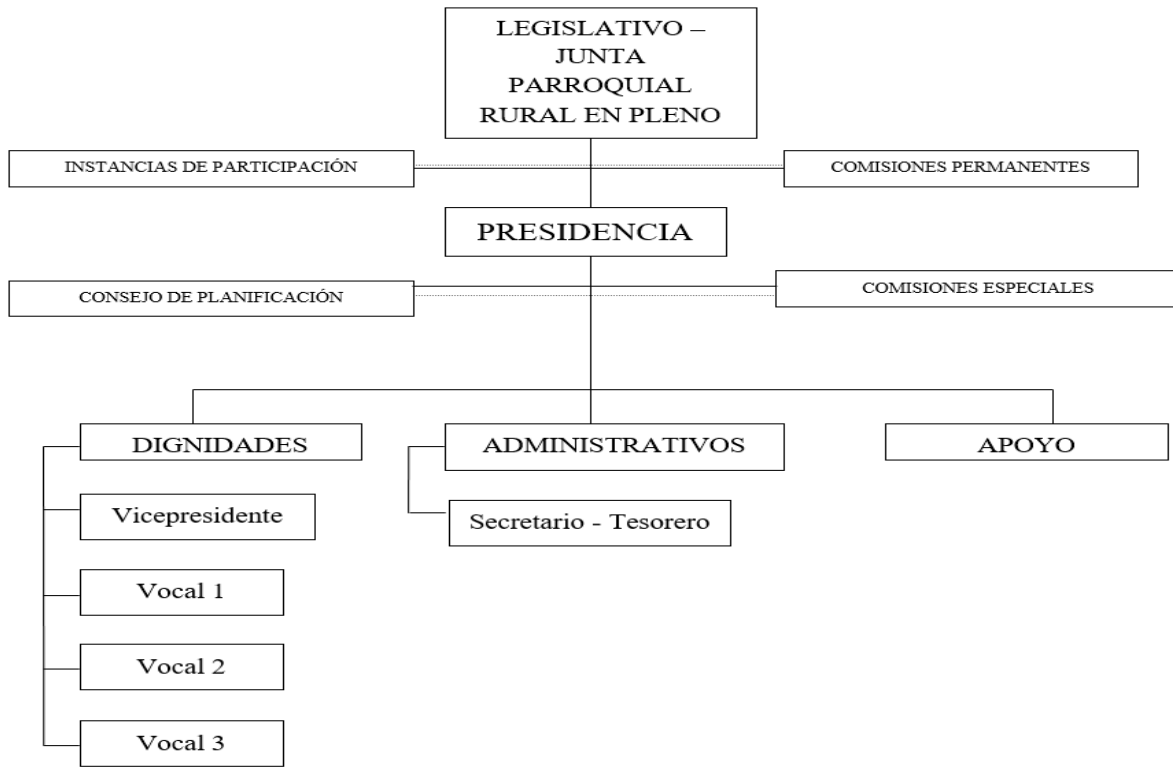 LEGISLATIVO –
JUNTA
PARROQUIAL
RURAL EN PLENO
INSTANCIAS DE PARTICIPACIÓN
COMISIONES PERMANENTES
PRESIDENCIA
CONSEJO DE PLANIFICACIÓN
COMISIONES ESPECIALES
DIGNIDADES
ADMINISTRATIVOS
APOYO
Vicepresidente
Secretario - Tesorero
Vocal 1
Vocal 2
Vocal 3